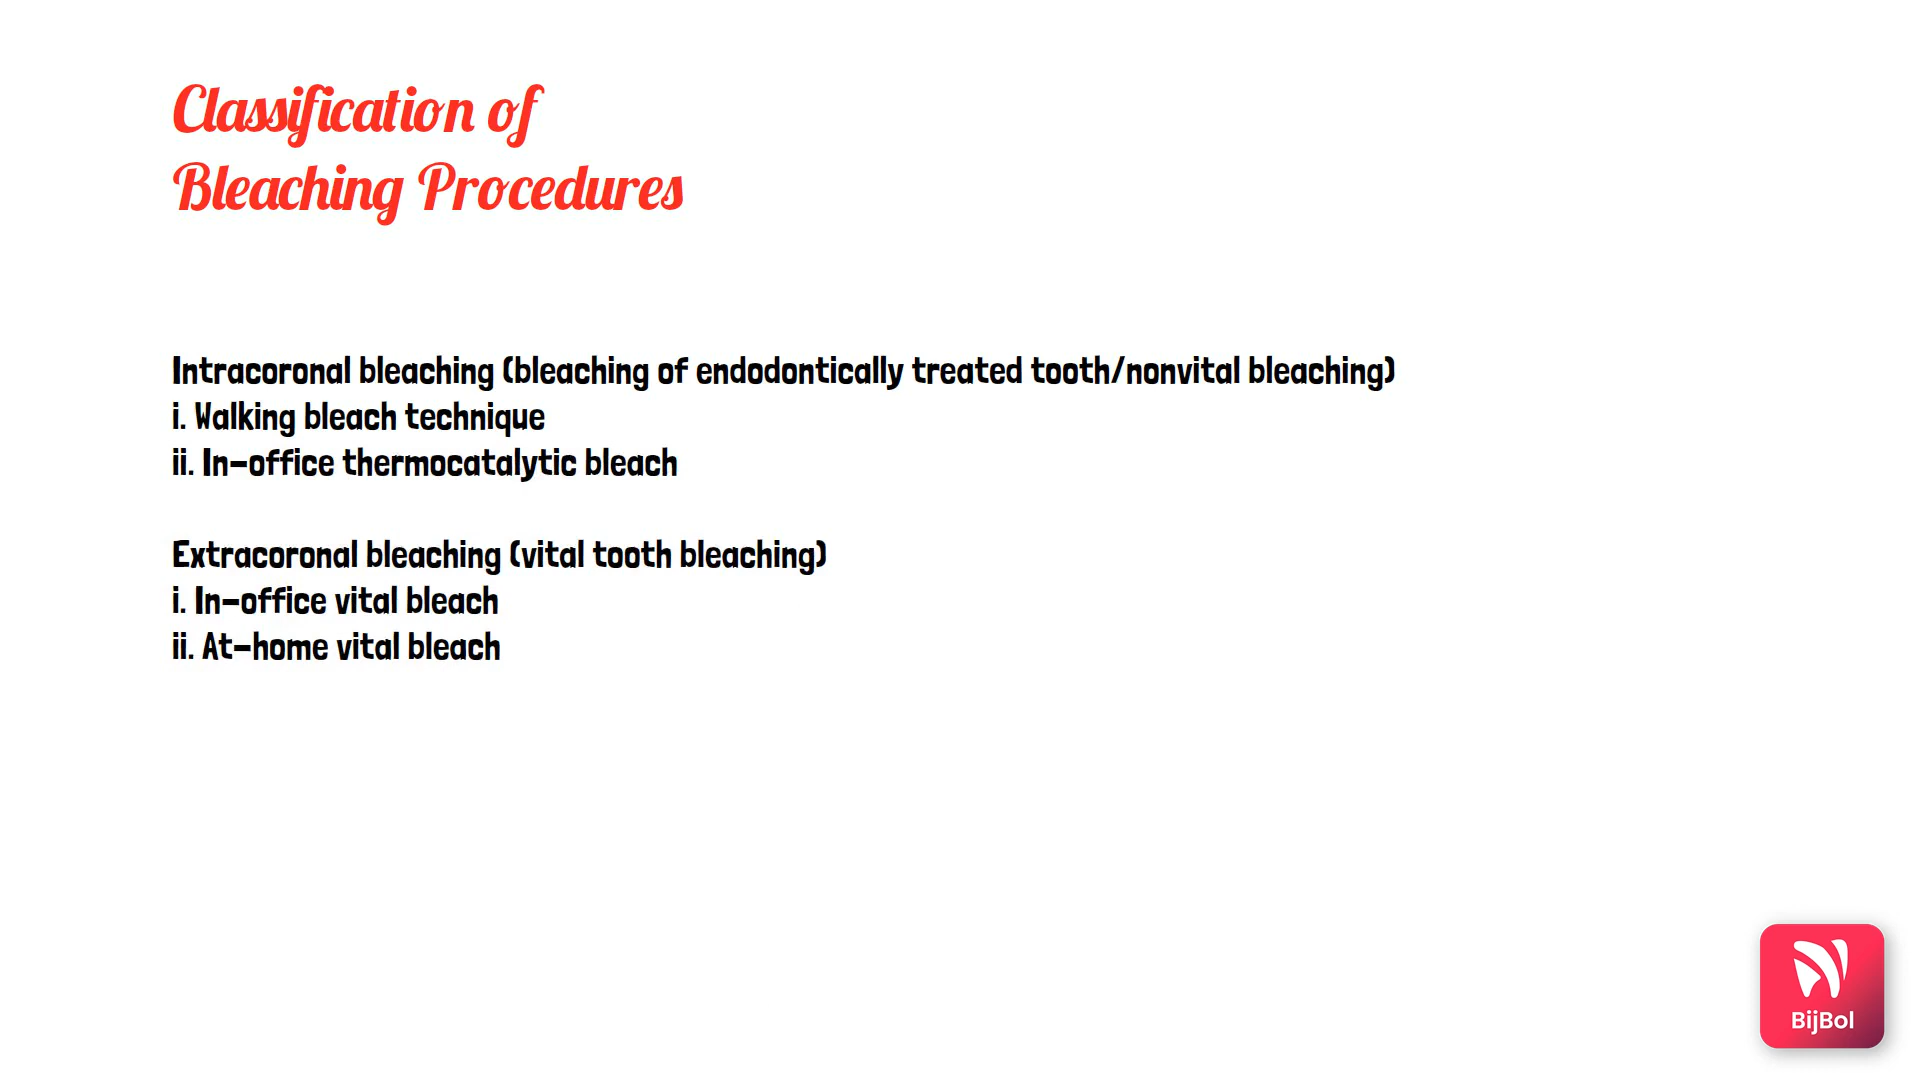 Classification of
Bleaching Procedures
Intracoronal bleaching (bleaching of endodontically treated tooth/nonvital bleaching)
i. Walking bleach technique
ii. In-office thermocatalytic bleach
Extracoronal bleaching (vital tooth bleaching)
i. In-office vital bleach
ii. At-home vital bleach
BijBol